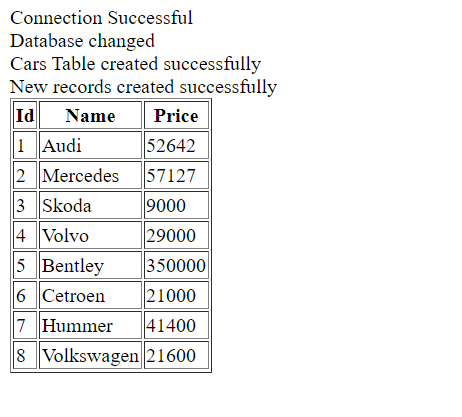 Connection Successful
Database changed
Cars Table created successfully
New records created successfully
Id Name Price
1 Audi 52642
2 Mercedes 57127
3 Skoda 9000
4 Volvo 29000
5 Bentley 350000
6 Cetroen 21000
7 Hummer 41400
8 Volkswagen 21600